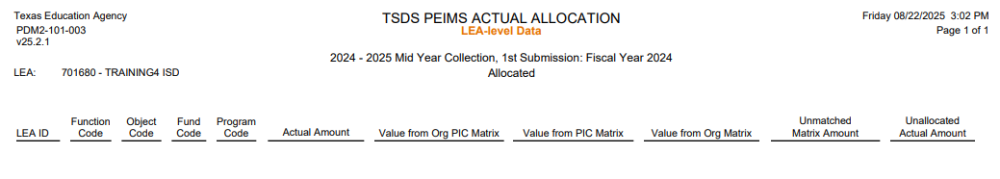 Texas Education Agency
TSDS PEIMS ACTUAL ALLOCATION
Friday 08/22/2025 3:02 PM
PDM2-101-003
LEA-level Data
Page 1 of 1
v25.2.1
2024 - 2025 Mid Year Collection, 1st Submission: Fiscal Year 2024
LEA: 701680 - TRAINING4 ISD
Allocated
LEA ID
Function
Code
Object
Code
Fund
Code
Program
Code
Actual Amount
Value from Org PIC Matrix
Value from PIC Matrix
Value from Org Matrix
Unmatched
Matrix Amount
Unallocated
Actual Amount